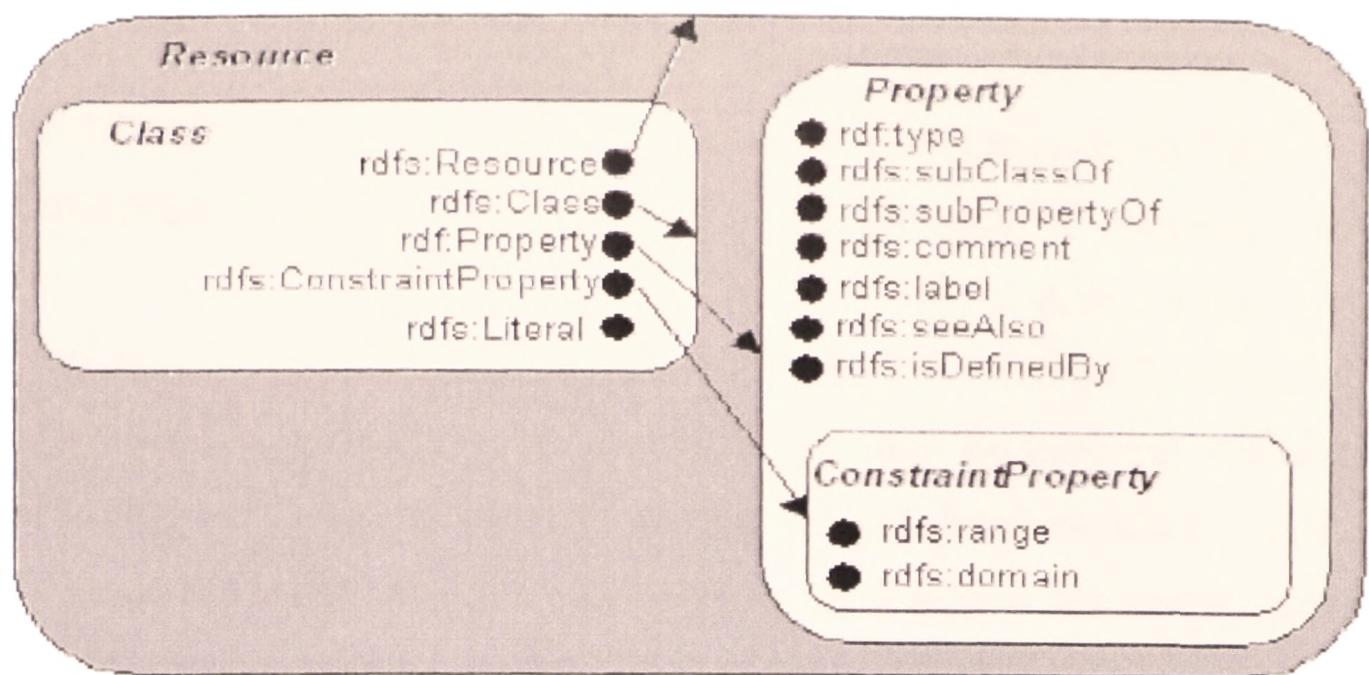 Resource
Class
rdfs:Resource
rdfs:Class
rdf:Property
rdfs:ConstraintProperty
rdfs:Literal
Property
rdf:type
rdfs:subClassOf
rdfs:subPropertyOf
rdfs:comment
rdfs:label
rdfs:seeAlso
rdfs:isDefinedBy
ConstraintProperty
rdfs:range
rdfs:domain